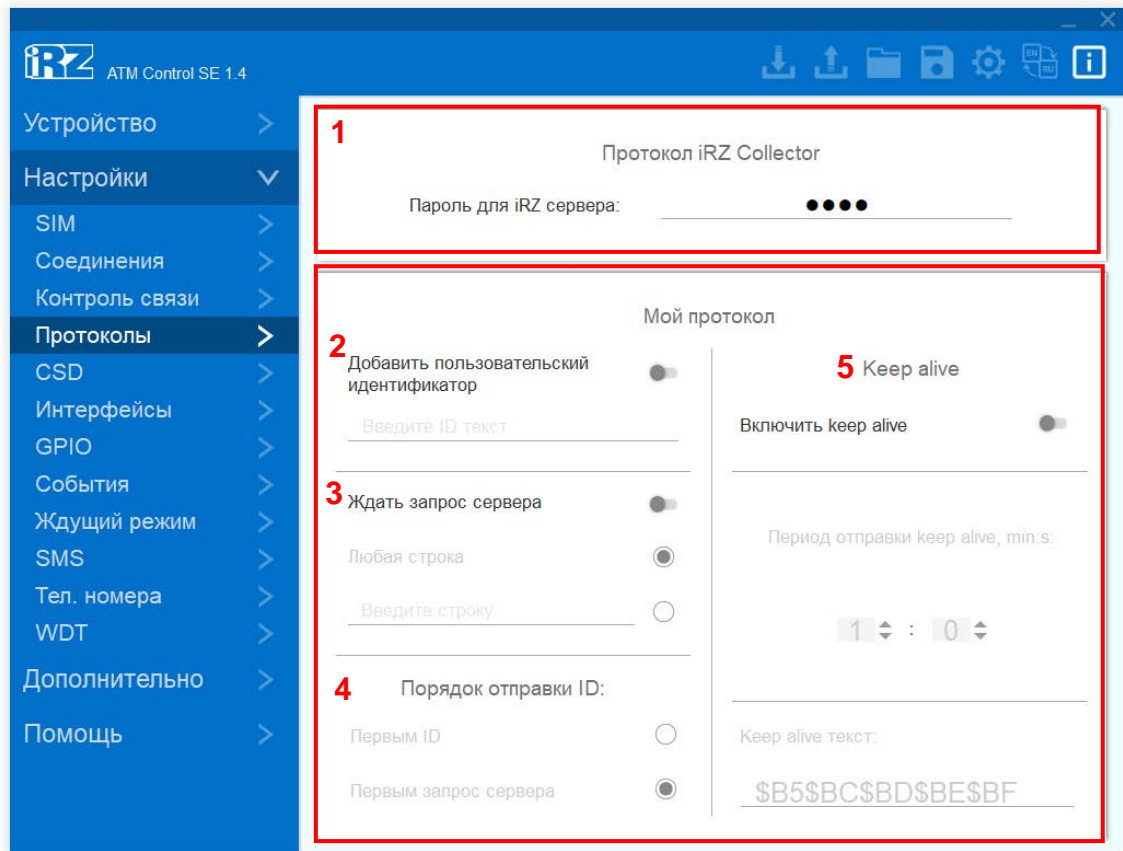 iRZ ATM Control SE 1.4
EN
RU
i
Устройство
Настройки
SIM
Соединения
Контроль связи
Протоколы
CSD
Интерфейсы
GPIO
События
Ждущий режим
SMS
Тел. номера
WDT
Дополнительно
Помощь
1
Протокол iRZ Collector
Пароль для iRZ сервера: ●●●●
Мой протокол
2
Добавить пользовательский
идентификатор
Введите ID текст
3 Ждать запрос сервера
Любая строка
Введите строку
4 Порядок отправки ID:
Первым ID
Первым запрос сервера
5 Keep alive
Включить keep alive
Период отправки keep alive, min:s:
1 : 0
Keep alive текст:
$B5$BC$BD$BE$BF